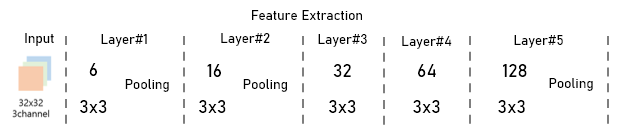 Feature Extraction
Input
Layer#1
Layer#2
Layer#3
Layer#4
Layer#5
6
Pooling
16
Pooling
32
64
128
Pooling
32x32
3channel
3x3
3x3
3x3
3x3
3x3